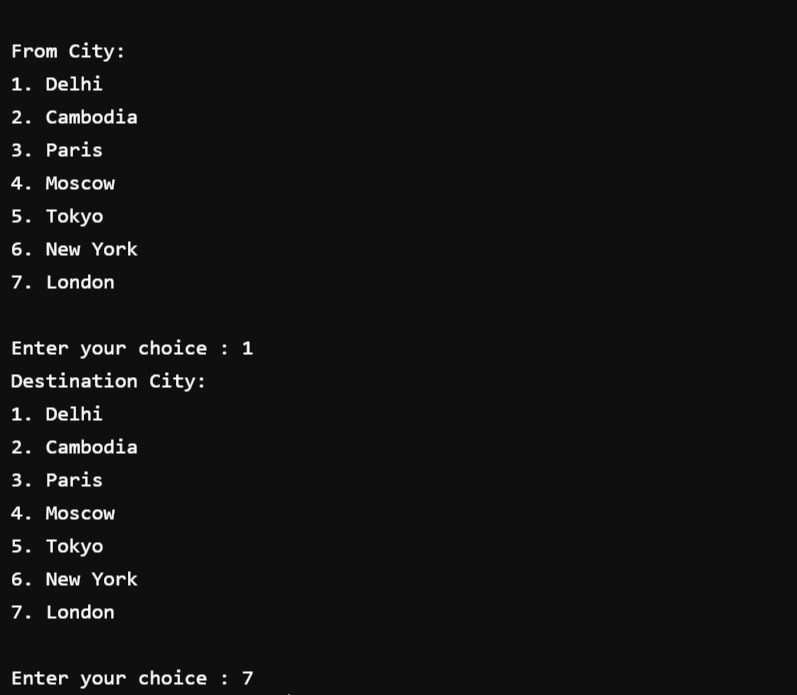 From City:
1. Delhi
2. Cambodia
3. Paris
4. Moscow
5. Tokyo
6. New York
7. London
Enter your choice : 1
Destination City:
1. Delhi
2. Cambodia
3. Paris
4. Moscow
5. Tokyo
6. New York
7. London
Enter your choice : 7